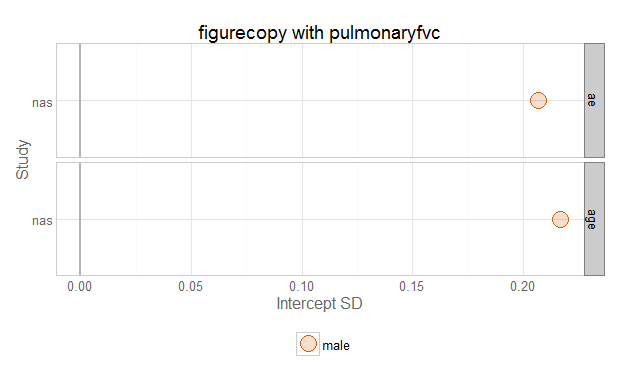 figurecopy with pulmonaryfvc
Study
nas
ae
nas
age
0.00 0.05 0.10 0.15 0.20
Intercept SD
male